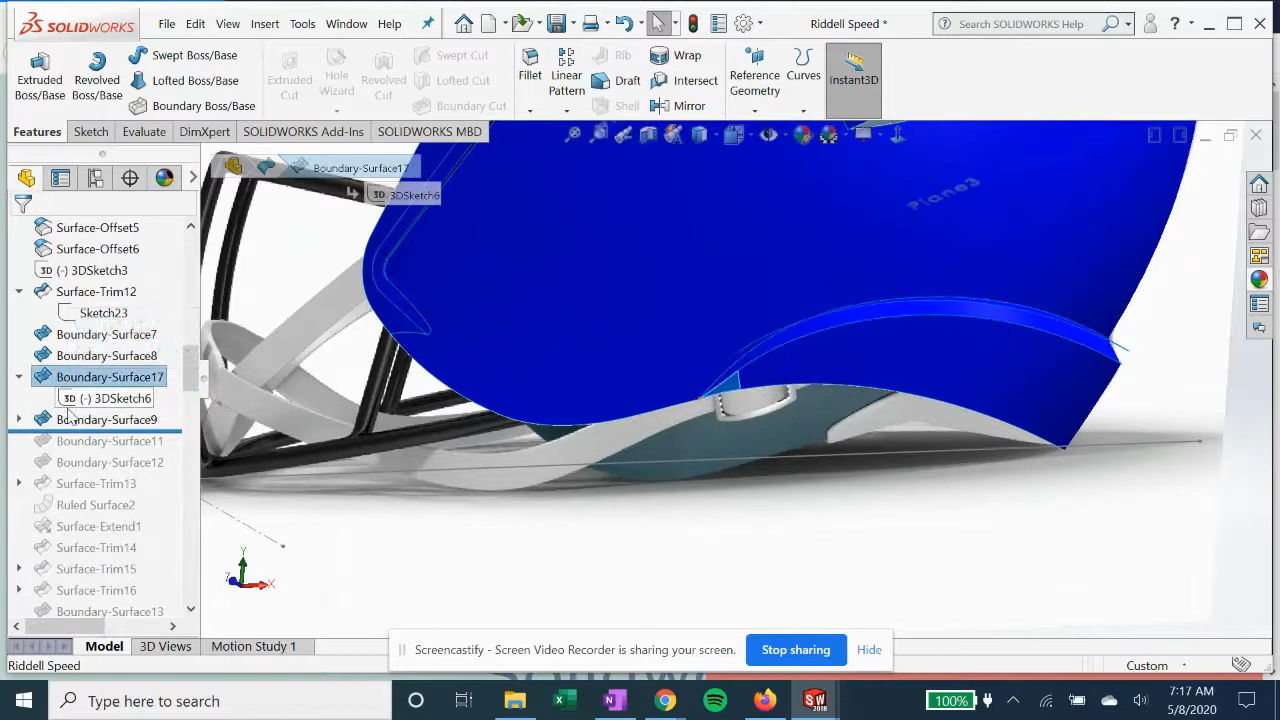 SOLIDWORKS
File Edit View Insert Tools Window Help
Riddell Speed *
Search SOLIDWORKS Help
?
Extruded Boss/Base
Revolved Boss/Base
Swept Boss/Base
Lofted Boss/Base
Boundary Boss/Base
Extruded Cut
Hole Wizard
Revolved Cut
Swept Cut
Lofted Cut
Boundary Cut
Fillet
Linear Pattern
Rib
Draft
Shell
Wrap
Intersect
Mirror
Reference Geometry
Curves
Instant3D
Features Sketch Evaluate DimXpert SOLIDWORKS Add-Ins SOLIDWORKS MBD
Boundary-Surface17
3D 3DSketch6
Plane3
Surface-Offset5
Surface-Offset6
3D (-) 3DSketch3
Surface-Trim12
Sketch23
Boundary-Surface7
Boundary-Surface8
Boundary-Surface17
3D (-) 3DSketch6
Boundary-Surface9
Boundary-Surface11
Boundary-Surface12
Surface-Trim13
Ruled Surface2
Surface-Extend1
Surface-Trim14
Surface-Trim15
Surface-Trim16
Boundary-Surface13
Y
Z
X
Model 3D Views Motion Study 1
Screencastify - Screen Video Recorder is sharing your screen. Stop sharing Hide
Riddell Speed
Custom
Type here to search
100%
7:17 AM
5/8/2020